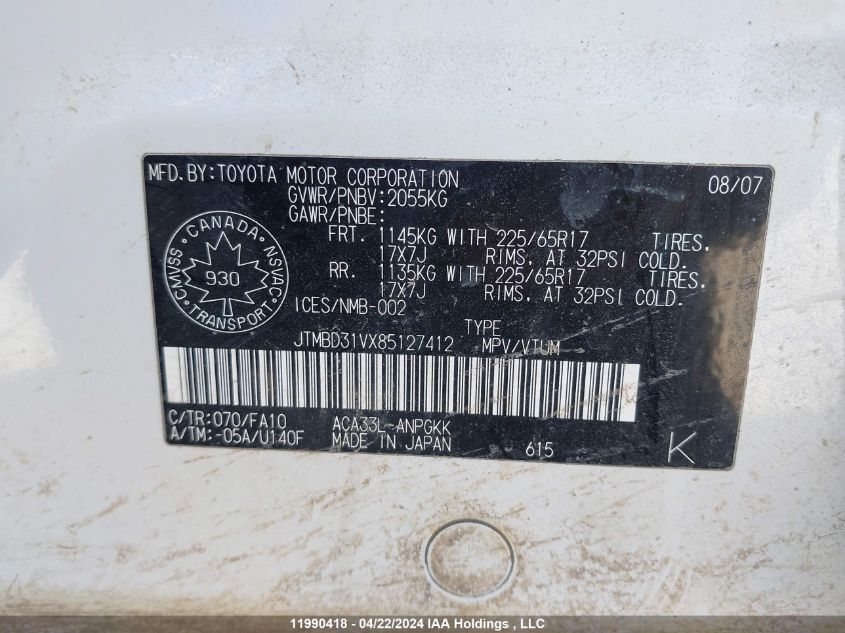 MFD.BY:TOYOTA MOTOR CORPORATION 08/07
GVWR/PNBV:2055KG
GAWR/PNBE:
FRT. 1145KG WITH 225/65R17 TIRES,
17X7J RIMS. AT 32PSI COLD.
RR. 1135KG WITH 225/65R17 TIRES,
17X7J RIMS. AT 32PSI COLD.
ICES/NMB-002
CANADA
CMVSS 930 NSVAC
TRANSPORT
TYPE
JTMBD31VX85127412 MPV/VTUM
C/TR:070/FA10 ACA33L-ANPGKK
A/TM:-05A/U140F MADE IN JAPAN 615 K
11990418 - 04/22/2024 IAA Holdings , LLC